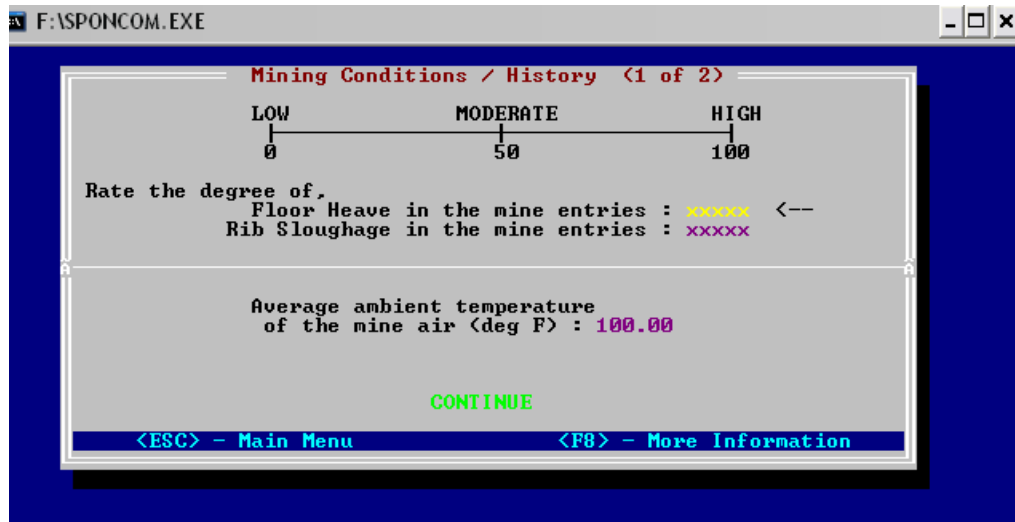 F:\SPONCOM.EXE
Mining Conditions / History (1 of 2)
LOW MODERATE HIGH
0 50 100
Rate the degree of,
Floor Heave in the mine entries : xxxxx <--
Rib Sloughage in the mine entries : xxxxx
Average ambient temperature
of the mine air (deg F) : 100.00
CONTINUE
<ESC> - Main Menu <F8> - More Information